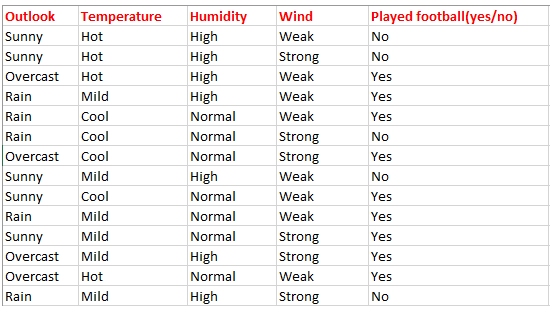 Outlook Temperature Humidity Wind Played football(yes/no)
Sunny Hot High Weak No
Sunny Hot High Strong No
Overcast Hot High Weak Yes
Rain Mild High Weak Yes
Rain Cool Normal Weak Yes
Rain Cool Normal Strong No
Overcast Cool Normal Strong Yes
Sunny Mild High Weak No
Sunny Cool Normal Weak Yes
Rain Mild Normal Weak Yes
Sunny Mild Normal Strong Yes
Overcast Mild High Strong Yes
Overcast Hot Normal Weak Yes
Rain Mild High Strong No